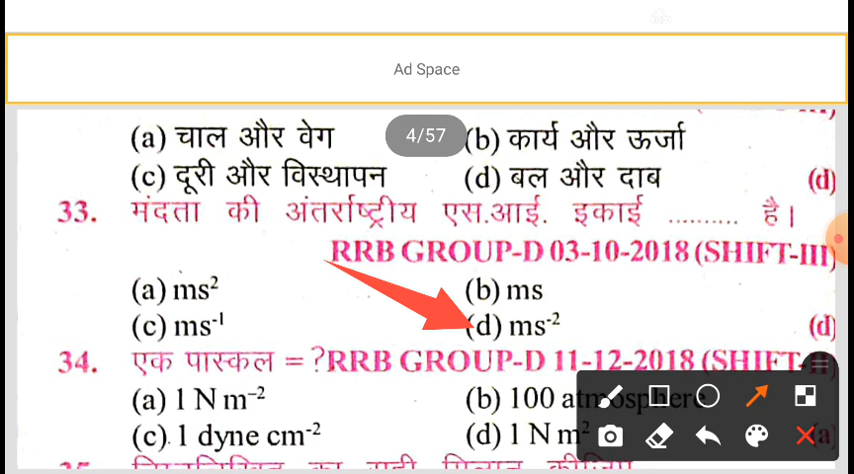 Ad Space
(a) चाल और वेग 4/57 (b) कार्य और ऊर्जा
(c) दूरी और विस्थापन (d) बल और दाब (d)
33. मंदता की अंतर्राष्ट्रीय एस.आई. इकाई .......... है।
RRB GROUP-D 03-10-2018 (SHIFT-III)
(a) ms² (b) ms
(c) ms⁻¹ (d) ms⁻² (d)
34. एक पास्कल = ? RRB GROUP-D 11-12-2018 (SHIFT-II)
(a) 1 N m⁻² (b) 100 atmosphere
(c) 1 dyne cm⁻² (d) 1 N m² (a)